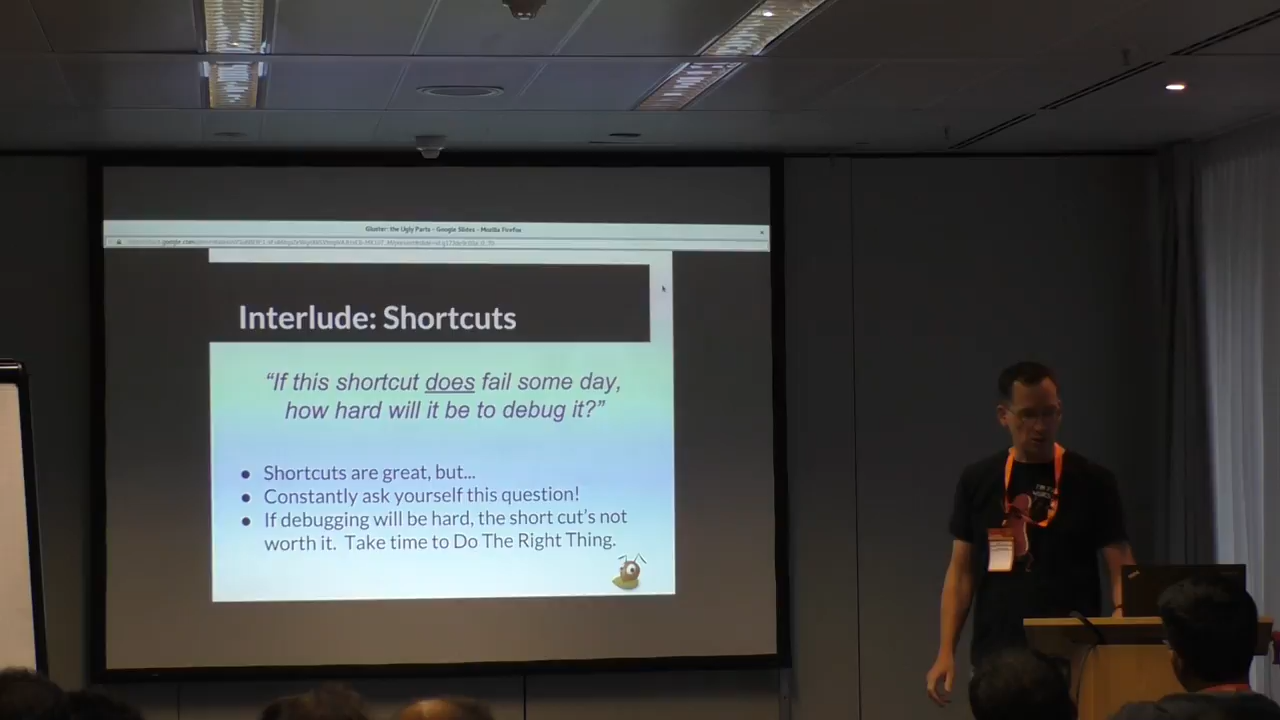 Gluster: the Ugly Parts - Google Slides - Mozilla Firefox
Interlude: Shortcuts
“If this shortcut does fail some day,
how hard will it be to debug it?”
● Shortcuts are great, but...
● Constantly ask yourself this question!
● If debugging will be hard, the short cut's not
worth it. Take time to Do The Right Thing.